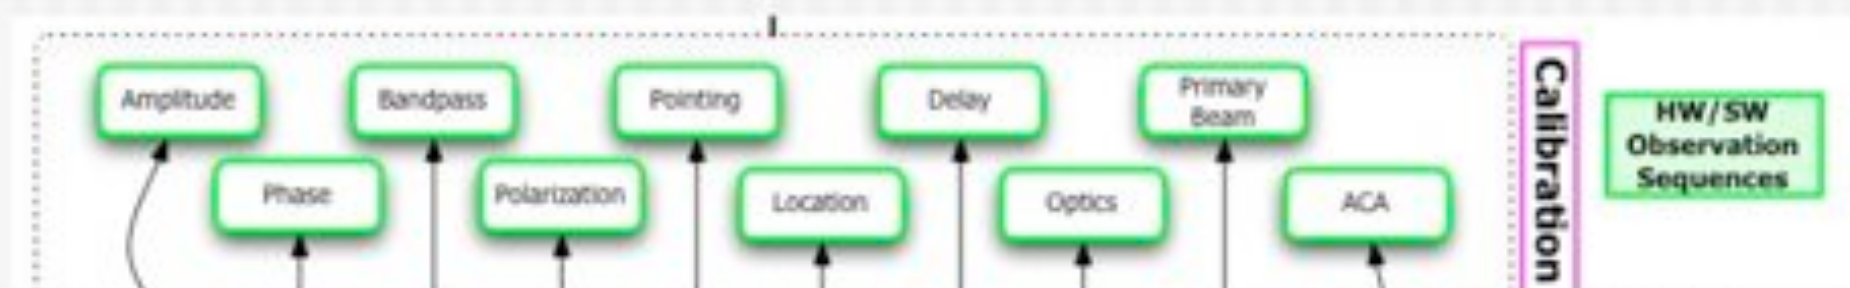 Amplitude
Bandpass
Pointing
Delay
Primary
Beam
Phase
Polarization
Location
Optics
ACA
Calibration
HW/SW
Observation
Sequences